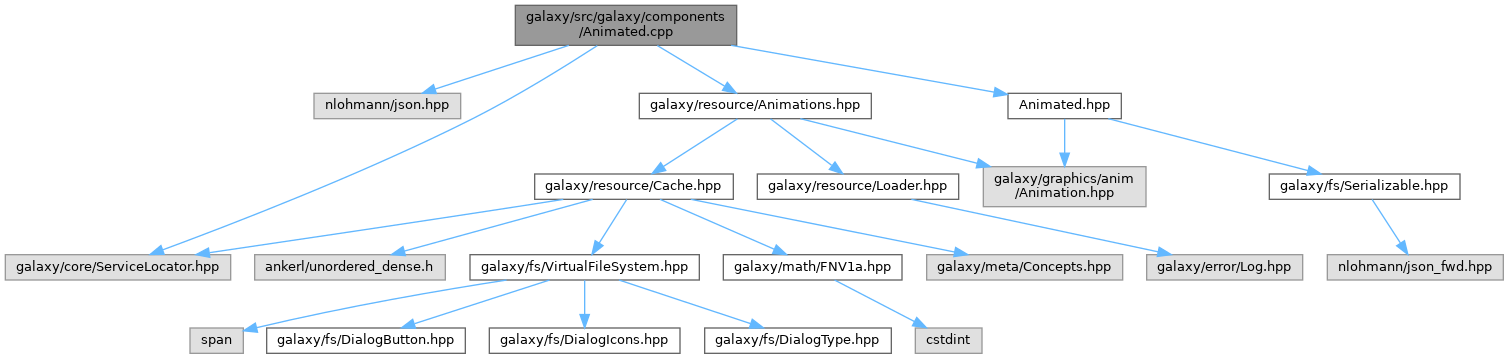 galaxy/src/galaxy/components
/Animated.cpp
nlohmann/json.hpp
galaxy/resource/Animations.hpp
Animated.hpp
galaxy/resource/Cache.hpp
galaxy/resource/Loader.hpp
galaxy/graphics/anim
/Animation.hpp
galaxy/fs/Serializable.hpp
galaxy/core/ServiceLocator.hpp
ankerl/unordered_dense.h
galaxy/fs/VirtualFileSystem.hpp
galaxy/math/FNV1a.hpp
galaxy/meta/Concepts.hpp
galaxy/error/Log.hpp
nlohmann/json_fwd.hpp
span
galaxy/fs/DialogButton.hpp
galaxy/fs/DialogIcons.hpp
galaxy/fs/DialogType.hpp
cstdint